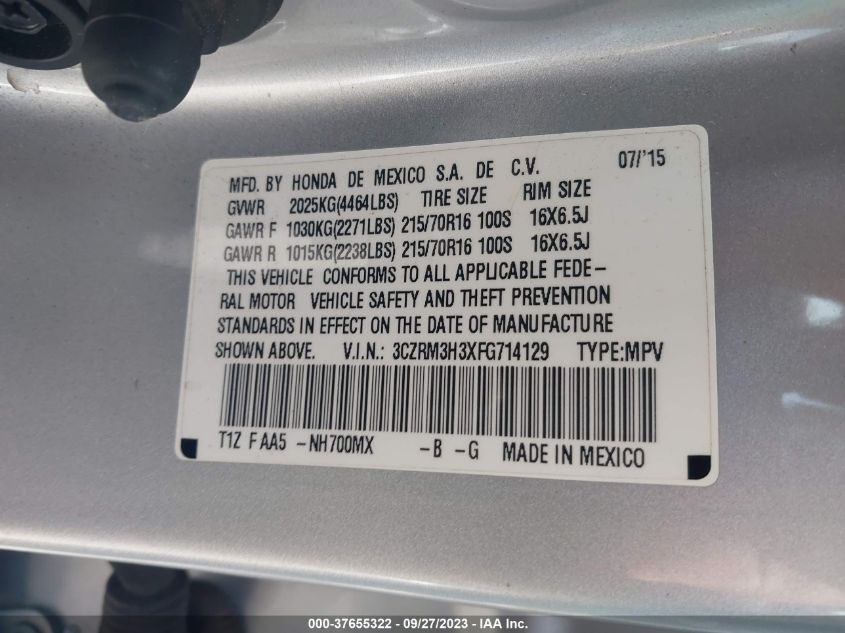 07/'15
MFD. BY HONDA DE MEXICO S.A. DE C.V.
GVWR 2025KG(4464LBS) TIRE SIZE RIM SIZE
GAWR F 1030KG(2271LBS) 215/70R16 100S 16X6.5J
GAWR R 1015KG(2238LBS) 215/70R16 100S 16X6.5J
THIS VEHICLE CONFORMS TO ALL APPLICABLE FEDE-
RAL MOTOR VEHICLE SAFETY AND THEFT PREVENTION
STANDARDS IN EFFECT ON THE DATE OF MANUFACTURE
SHOWN ABOVE. V.I.N.: 3CZRM3H3XFG714129 TYPE:MPV
T1Z F AA5 -NH700MX -B -G MADE IN MEXICO
000-37655322 - 09/27/2023 - IAA Inc.